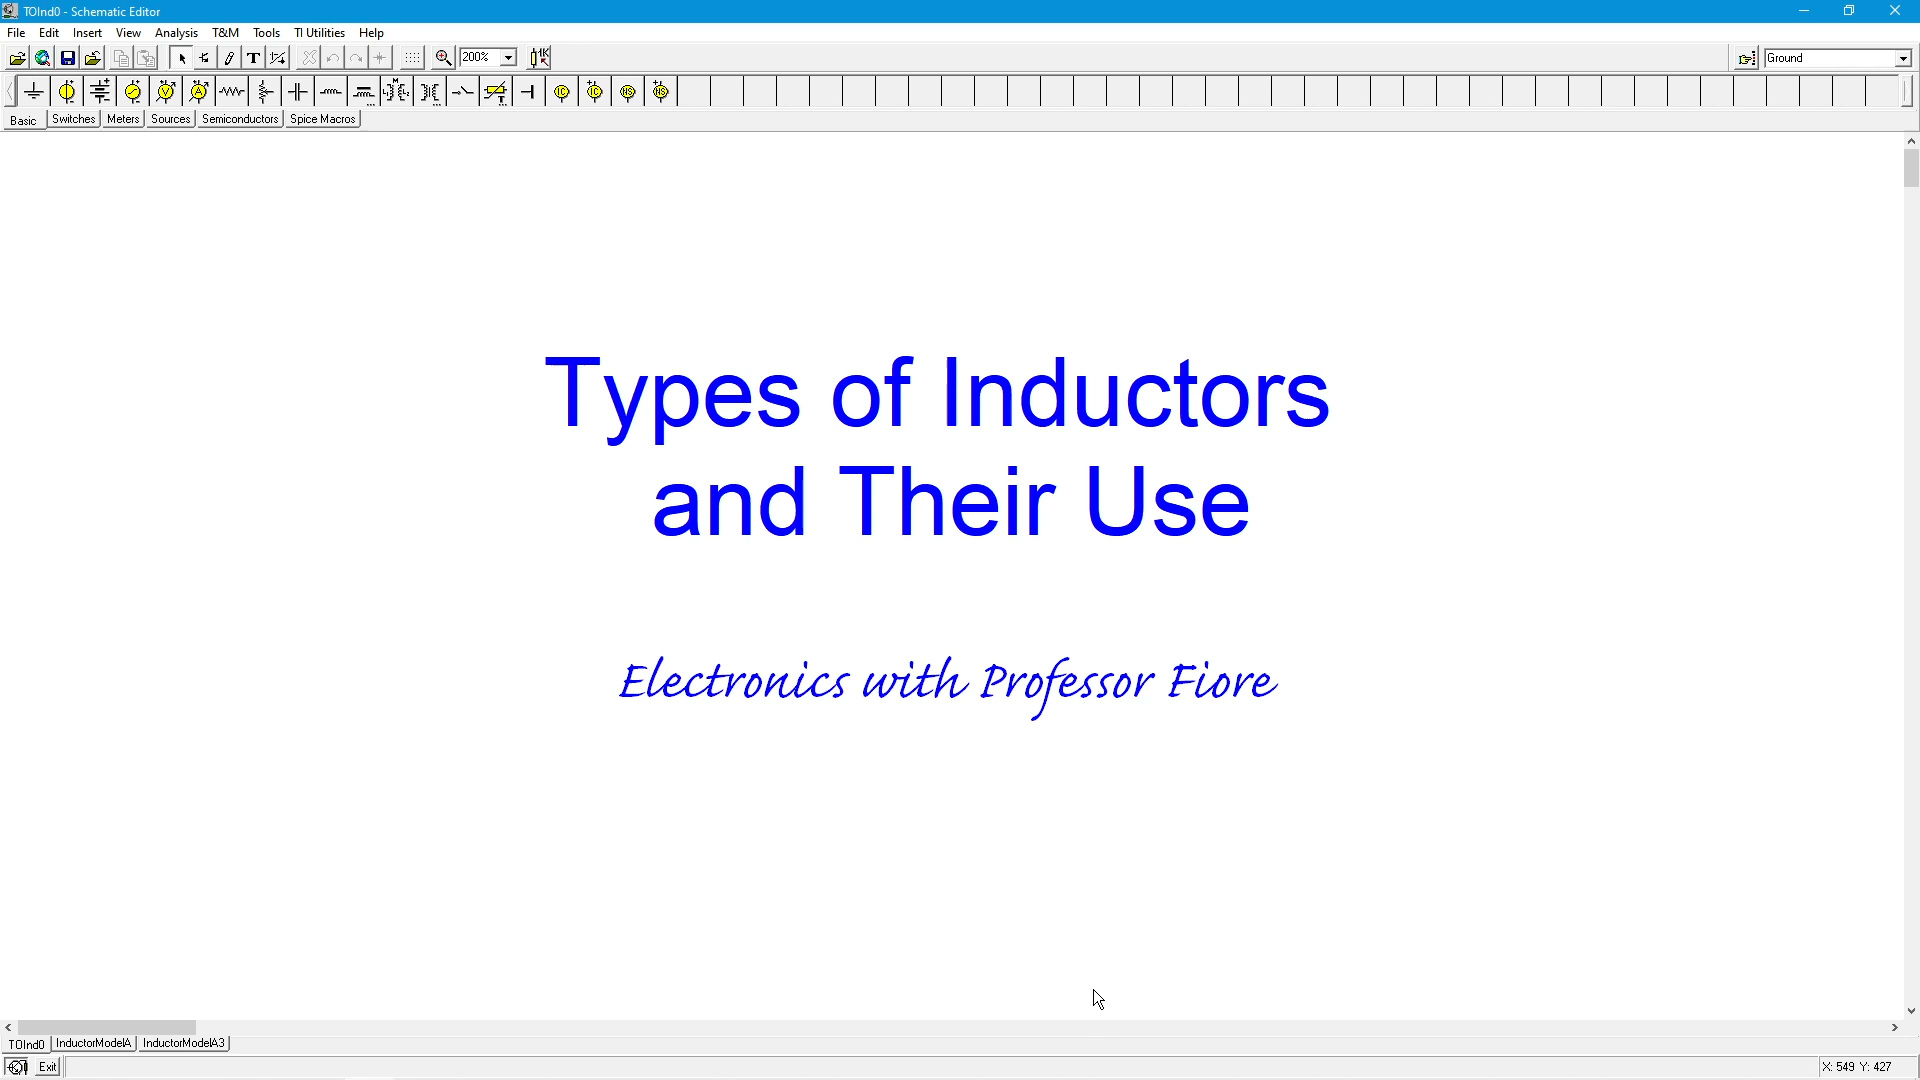 TOInd0 - Schematic Editor
File Edit Insert View Analysis T&M Tools TI Utilities Help
200% 1K Ground
Basic Switches Meters Sources Semiconductors Spice Macros
Types of Inductors
and Their Use
Electronics with Professor Fiore
TOInd0 InductorModelA InductorModelA3
Exit X: 549 Y: 427